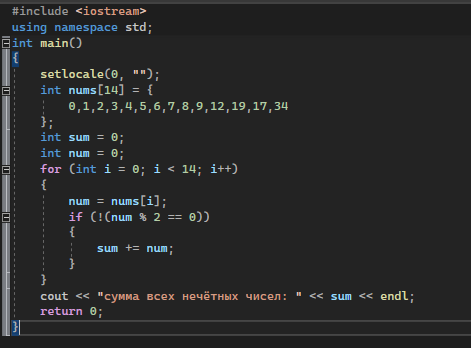 #include <iostream>
using namespace std;
int main()
{
setlocale(0, "");
int nums[14] = {
0,1,2,3,4,5,6,7,8,9,12,19,17,34
};
int sum = 0;
int num = 0;
for (int i = 0; i < 14; i++)
{
num = nums[i];
if (!(num % 2 == 0))
{
sum += num;
}
}
cout << "сумма всех нечётных чисел: " << sum << endl;
return 0;
}